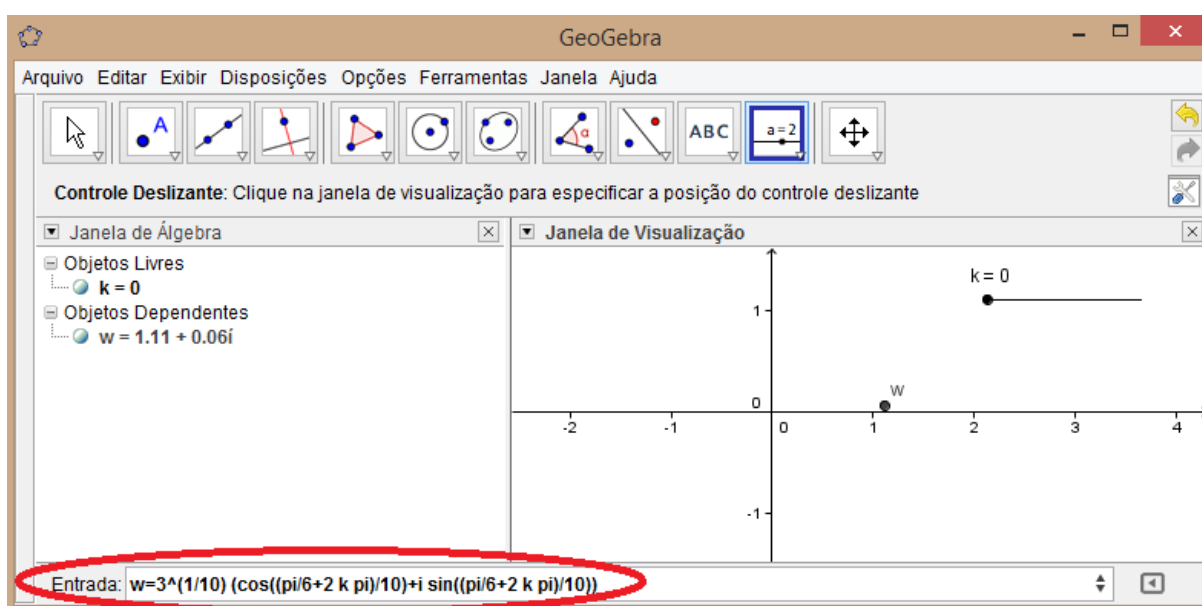 GeoGebra
Arquivo Editar Exibir Disposições Opções Ferramentas Janela Ajuda
A
α
ABC
a=2
Controle Deslizante: Clique na janela de visualização para especificar a posição do controle deslizante
Janela de Álgebra
Objetos Livres
k = 0
Objetos Dependentes
w = 1.11 + 0.06í
Janela de Visualização
k = 0
1
w
0
-2 -1 0 1 2 3 4
-1
Entrada: w=3^(1/10) (cos((pi/6+2 k pi)/10)+i sin((pi/6+2 k pi)/10))